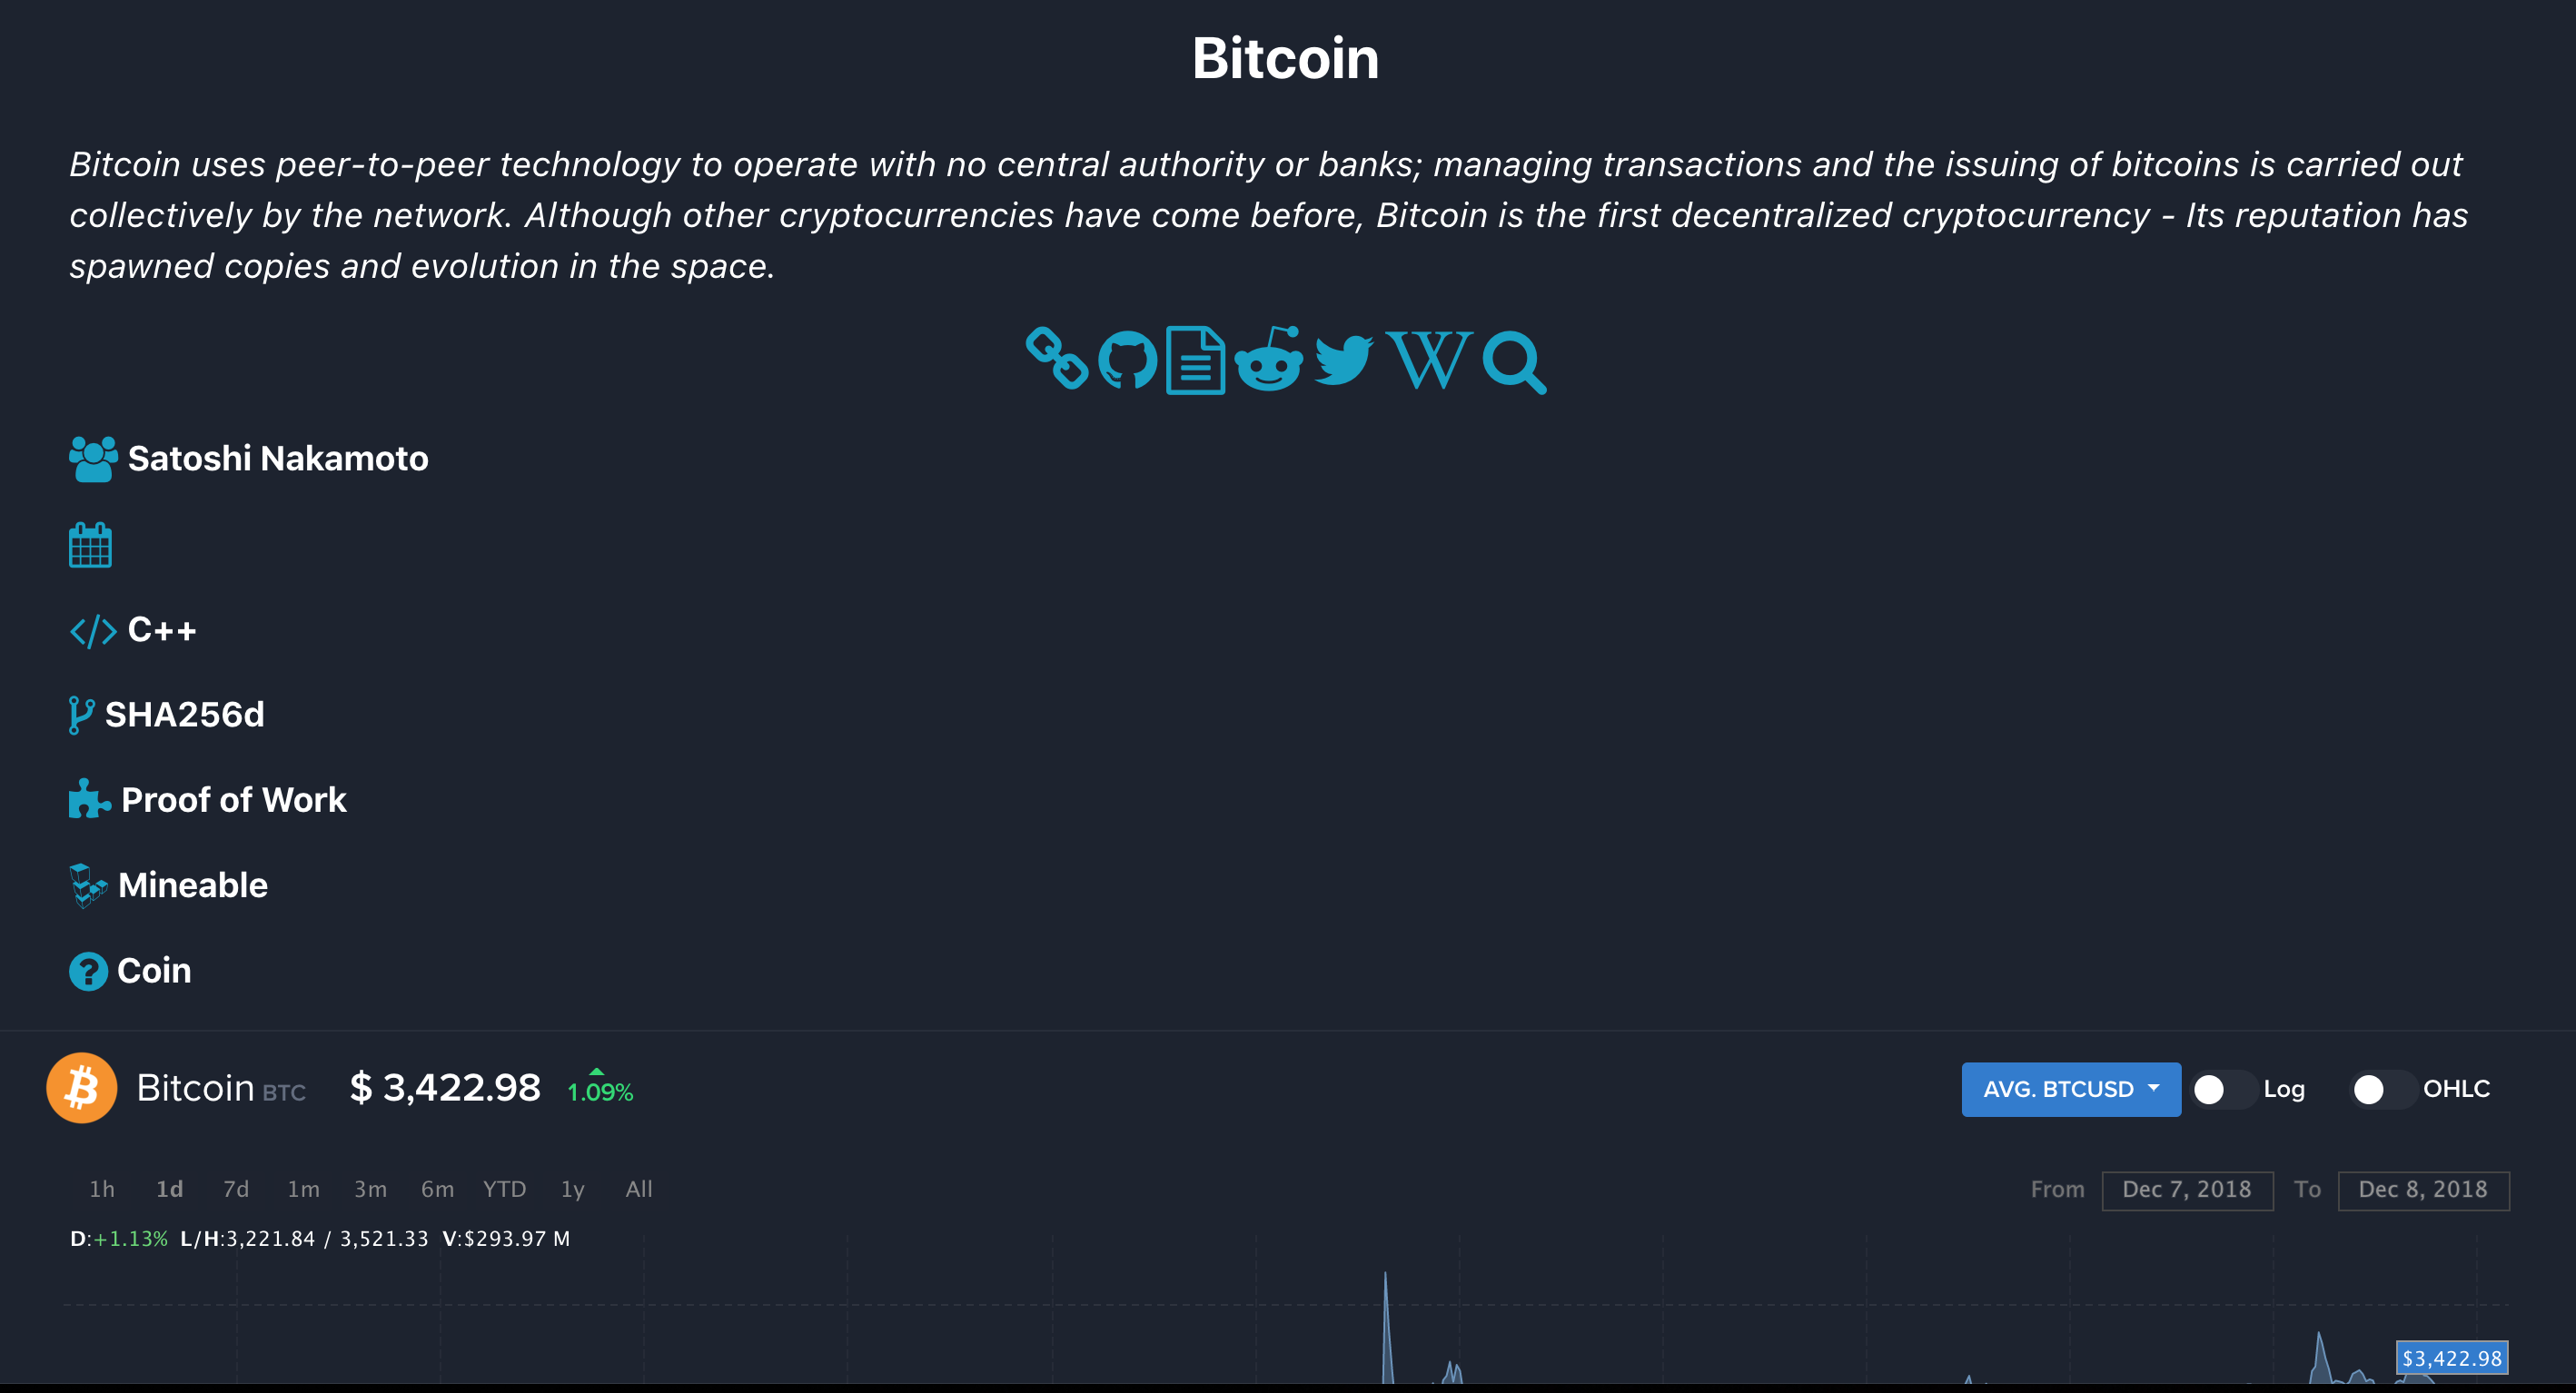 Bitcoin
Bitcoin uses peer-to-peer technology to operate with no central authority or banks; managing transactions and the issuing of bitcoins is carried out
collectively by the network. Although other cryptocurrencies have come before, Bitcoin is the first decentralized cryptocurrency - Its reputation has
spawned copies and evolution in the space.
W
Satoshi Nakamoto
</> C++
SHA256d
Proof of Work
Mineable
? Coin
Bitcoin BTC $ 3,422.98 1.09% AVG. BTCUSD Log OHLC
1h 1d 7d 1m 3m 6m YTD 1y All From Dec 7, 2018 To Dec 8, 2018
D:+1.13% L/H:3,221.84 / 3,521.33 V:$293.97 M
$3,422.98